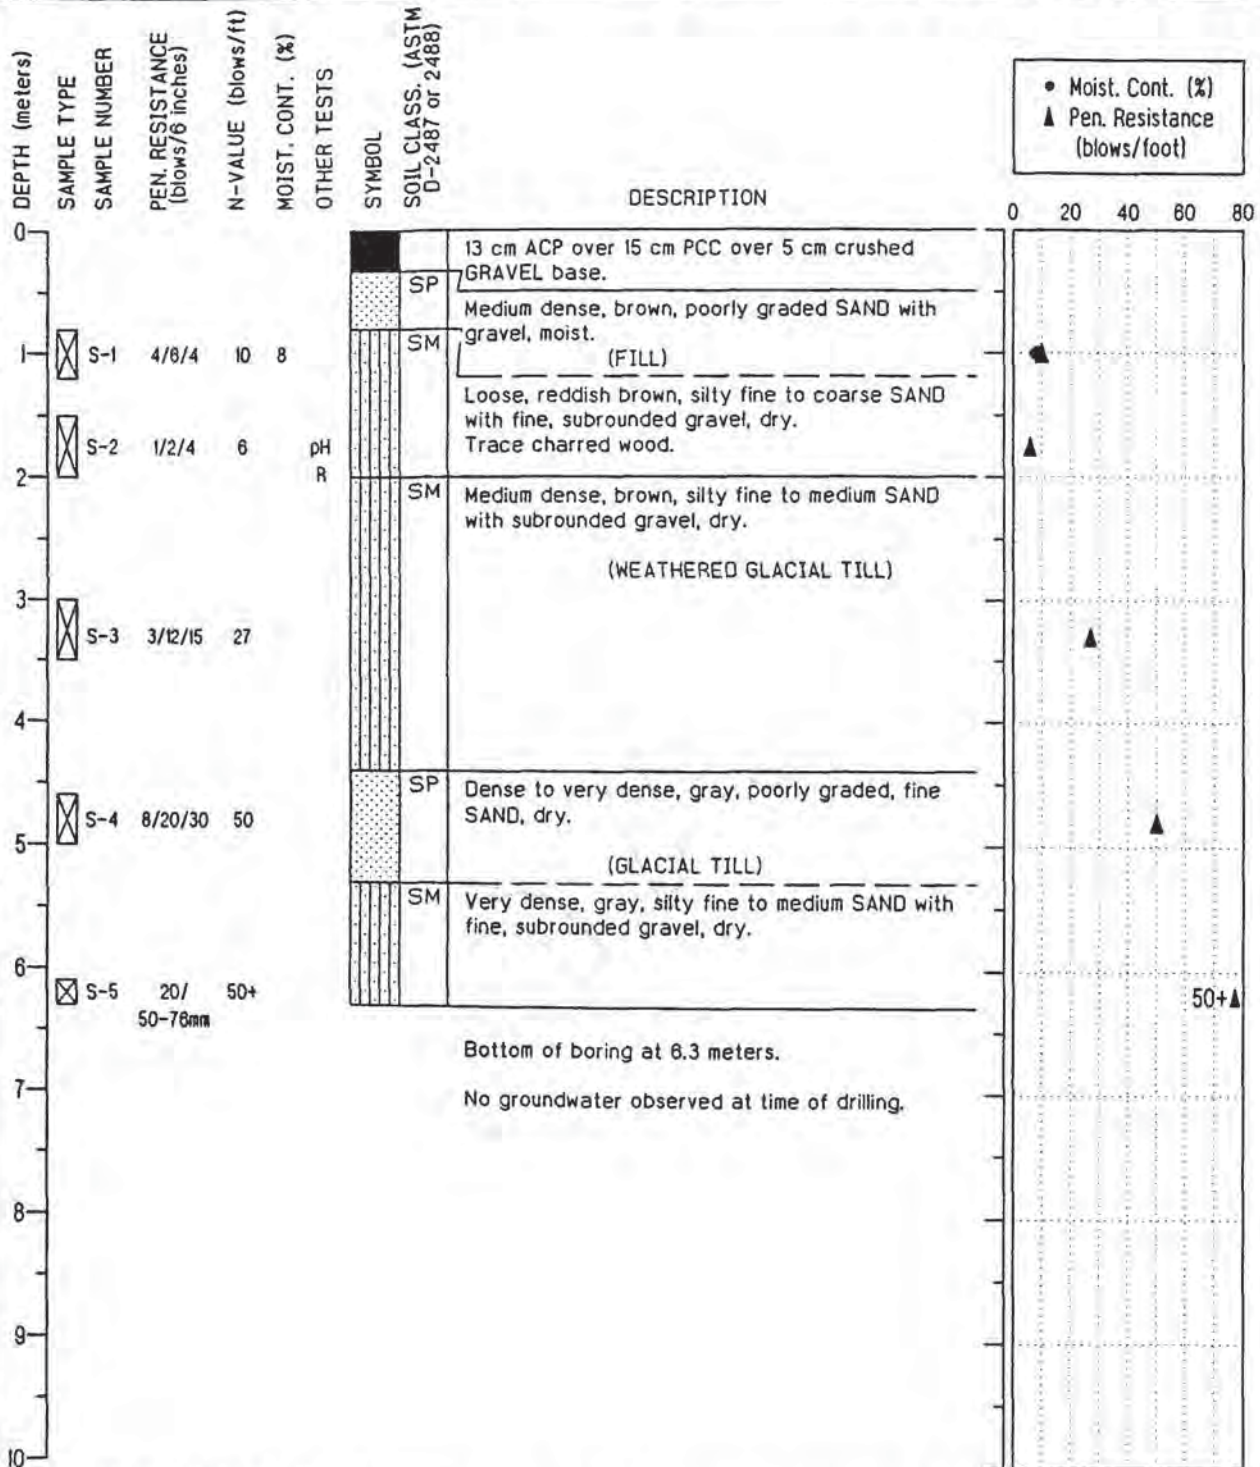 DEPTH (meters)
SAMPLE TYPE
SAMPLE NUMBER
PEN. RESISTANCE
(blows/6 inches)
N-VALUE (blows/ft)
MOIST. CONT. (%)
OTHER TESTS
SYMBOL
SOIL CLASS. (ASTM
D-2487 or 2488)
DESCRIPTION
● Moist. Cont. (%)
▲ Pen. Resistance
(blows/foot)
0 20 40 60 80
0
13 cm ACP over 15 cm PCC over 5 cm crushed
GRAVEL base.
SP
Medium dense, brown, poorly graded SAND with
gravel, moist.
(FILL)
1 S-1 4/6/4 10 8 SM
Loose, reddish brown, silty fine to coarse SAND
with fine, subrounded gravel, dry.
Trace charred wood.
S-2 1/2/4 6 pH
R
2
SM Medium dense, brown, silty fine to medium SAND
with subrounded gravel, dry.
(WEATHERED GLACIAL TILL)
3
S-3 3/12/15 27
4
SP Dense to very dense, gray, poorly graded, fine
SAND, dry.
S-4 8/20/30 50
5
(GLACIAL TILL)
SM Very dense, gray, silty fine to medium SAND with
fine, subrounded gravel, dry.
6
S-5 20/ 50+
50-76mm
50+
Bottom of boring at 6.3 meters.
7
No groundwater observed at time of drilling.
8
9
10